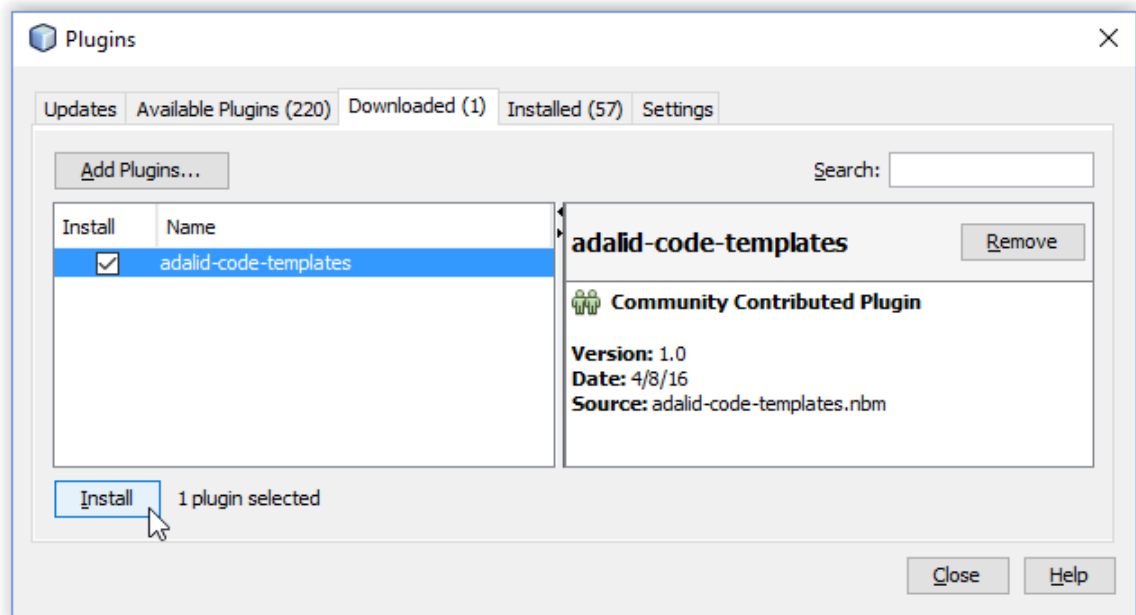 Plugins
Updates Available Plugins (220) Downloaded (1) Installed (57) Settings
Add Plugins... Search:
Install Name
adalid-code-templates
adalid-code-templates Remove
Community Contributed Plugin
Version: 1.0
Date: 4/8/16
Source: adalid-code-templates.nbm
Install 1 plugin selected
Close Help